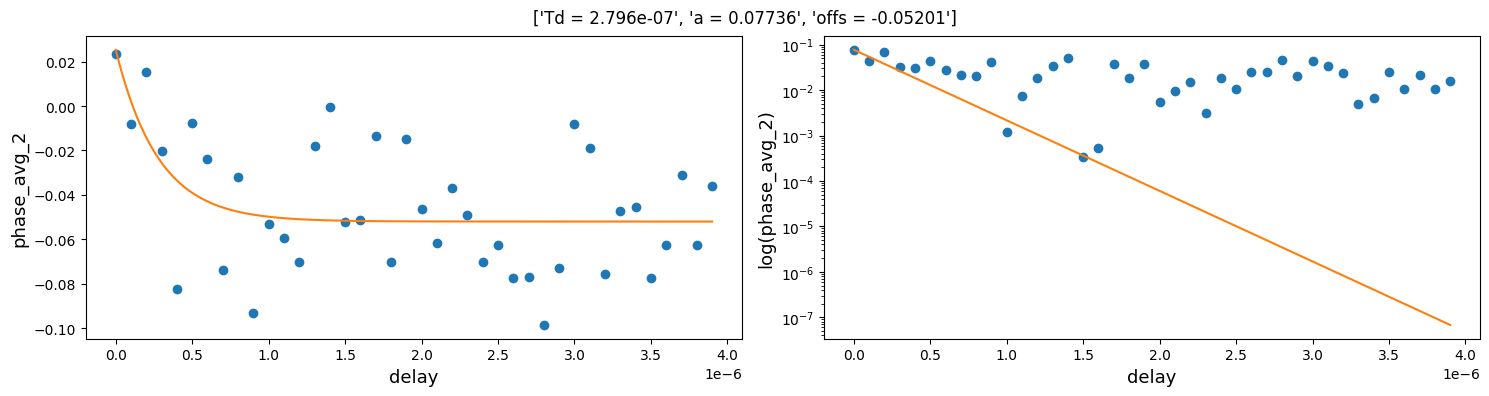 ['Td = 2.796e-07', 'a = 0.07736', 'offs = -0.05201']
phase_avg_2
0.02
0.00
−0.02
−0.04
−0.06
−0.08
−0.10
0.0 0.5 1.0 1.5 2.0 2.5 3.0 3.5 4.0
1e−6
delay
log(phase_avg_2)
10−1
10−2
10−3
10−4
10−5
10−6
10−7
0.0 0.5 1.0 1.5 2.0 2.5 3.0 3.5 4.0
1e−6
delay